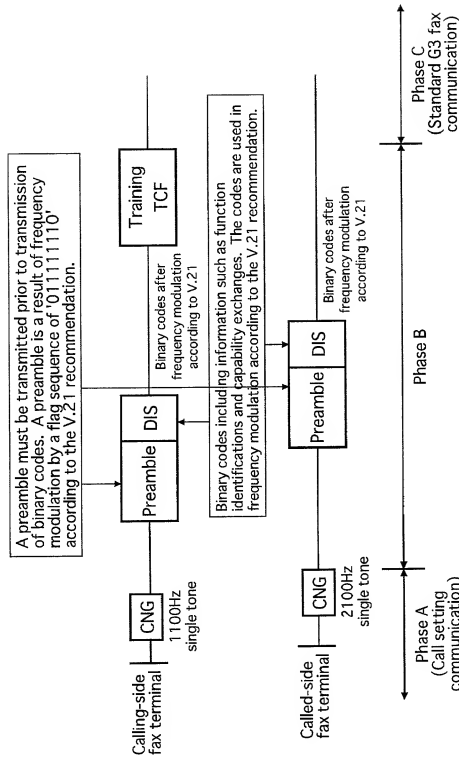 A preamble must be transmitted prior to transmission
of binary codes. A preamble is a result of frequency
modulation by a flag sequence of '011111110'
according to the V.21 recommendation.
Calling-side
fax terminal
CNG
1100Hz
single tone
Preamble
DIS
Binary codes after
frequency modulation
according to V.21
Training
TCF
Binary codes including information such as function
identifications and capability exchanges. The codes are used in
frequency modulation according to the V.21 recommendation.
Called-side
fax terminal
CNG
2100Hz
single tone
Preamble
DIS
Binary codes after
frequency modulation
according to V.21
Phase A
(Call setting
communication)
Phase B
Phase C
(Standard G3 fax
communication)